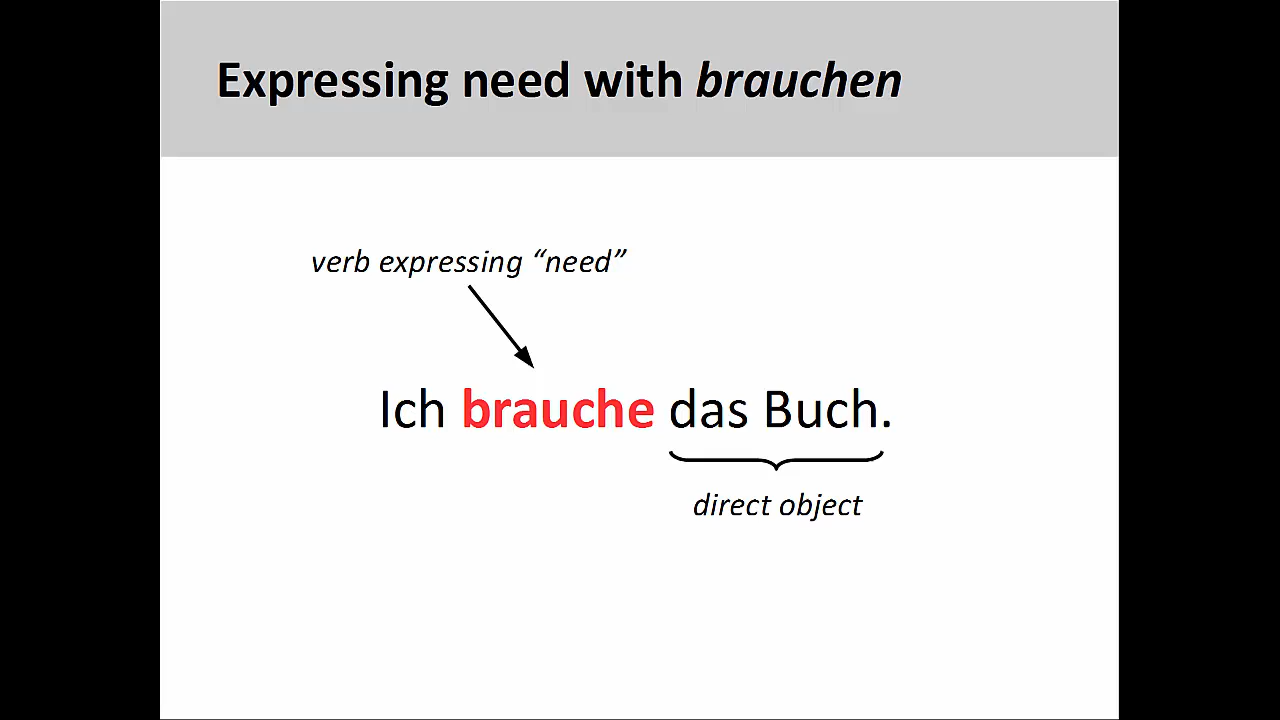 Expressing need with brauchen
verb expressing “need”
Ich brauche das Buch.
direct object